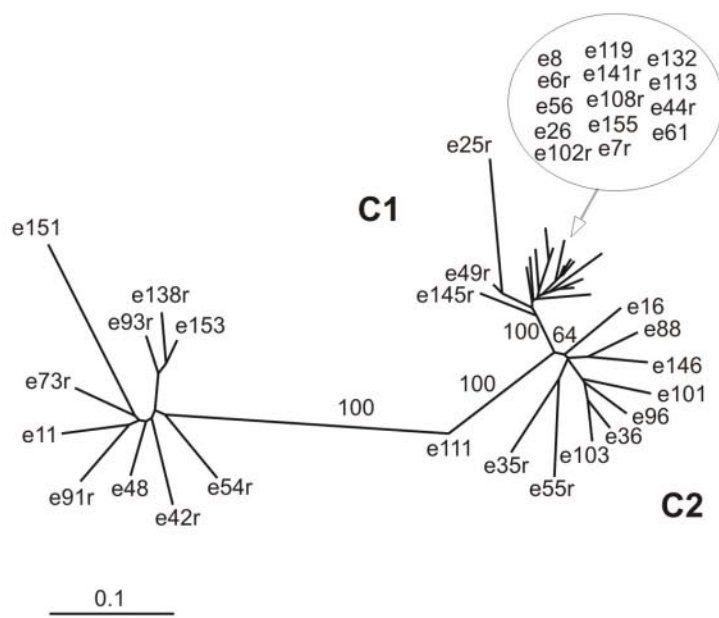 e8 e119 e132
e6r e141r e113
e56 e108r e44r
e26 e155 e61
e102r e7r
e25r
C1
e151
e49r
e138r
e145r
e16
e93r e153
100 64 e88
e146
e73r
100
e101
100
e96
e11
e111
e36
e103
e35r
e91r e48 e54r
e55r
e42r
C2
0.1